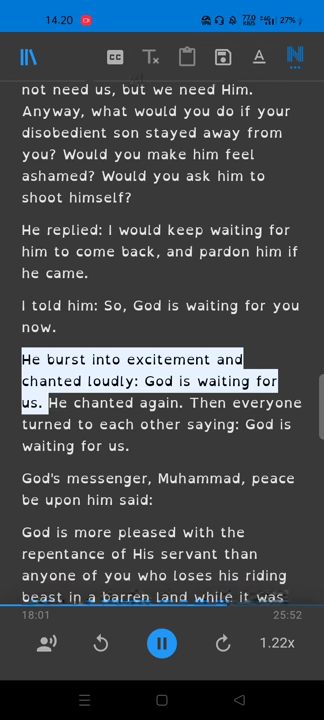 14.20
77.0
KB/S
27%
CC
A
N
not need us, but we need Him.
Anyway, what would you do if your
disobedient son stayed away from
you? Would you make him feel
ashamed? Would you ask him to
shoot himself?
He replied: I would keep waiting for
him to come back, and pardon him if
he came.
I told him: So, God is waiting for you
now.
He burst into excitement and
chanted loudly: God is waiting for
us. He chanted again. Then everyone
turned to each other saying: God is
waiting for us.
God's messenger, Muhammad, peace
be upon him said:
God is more pleased with the
repentance of His servant than
anyone of you who loses his riding
beast in a barren land while it was
18:01
25:52
1.22x